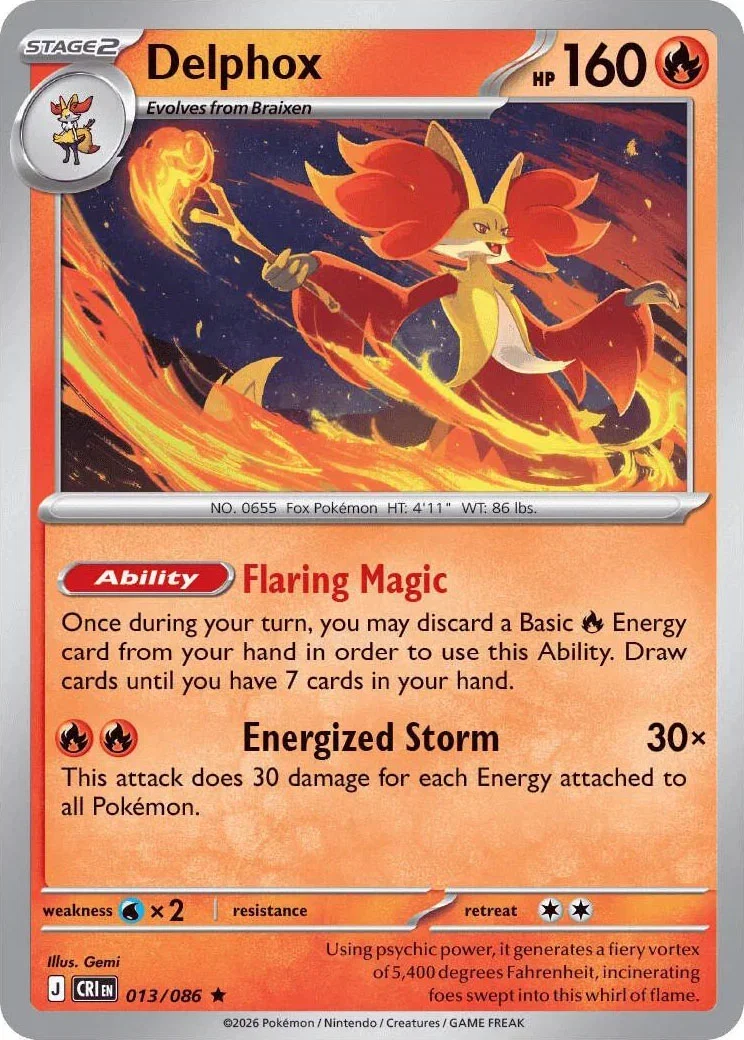 STAGE2
Delphox
HP 160
Evolves from Braixen
NO. 0655 Fox Pokémon HT: 4'11" WT: 86 lbs.
Ability Flaring Magic
Once during your turn, you may discard a Basic Energy
card from your hand in order to use this Ability. Draw
cards until you have 7 cards in your hand.
Energized Storm 30×
This attack does 30 damage for each Energy attached to
all Pokémon.
weakness ×2 resistance retreat
Illus. Gemi
Using psychic power, it generates a fiery vortex
of 5,400 degrees Fahrenheit, incinerating
foes swept into this whirl of flame.
J CRI EN 013/086 ★
©2026 Pokémon / Nintendo / Creatures / GAME FREAK